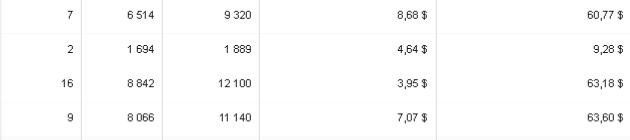 7 6 514 9 320 8,68 $ 60,77 $
2 1 694 1 889 4,64 $ 9,28 $
16 8 842 12 100 3,95 $ 63,18 $
9 8 066 11 140 7,07 $ 63,60 $